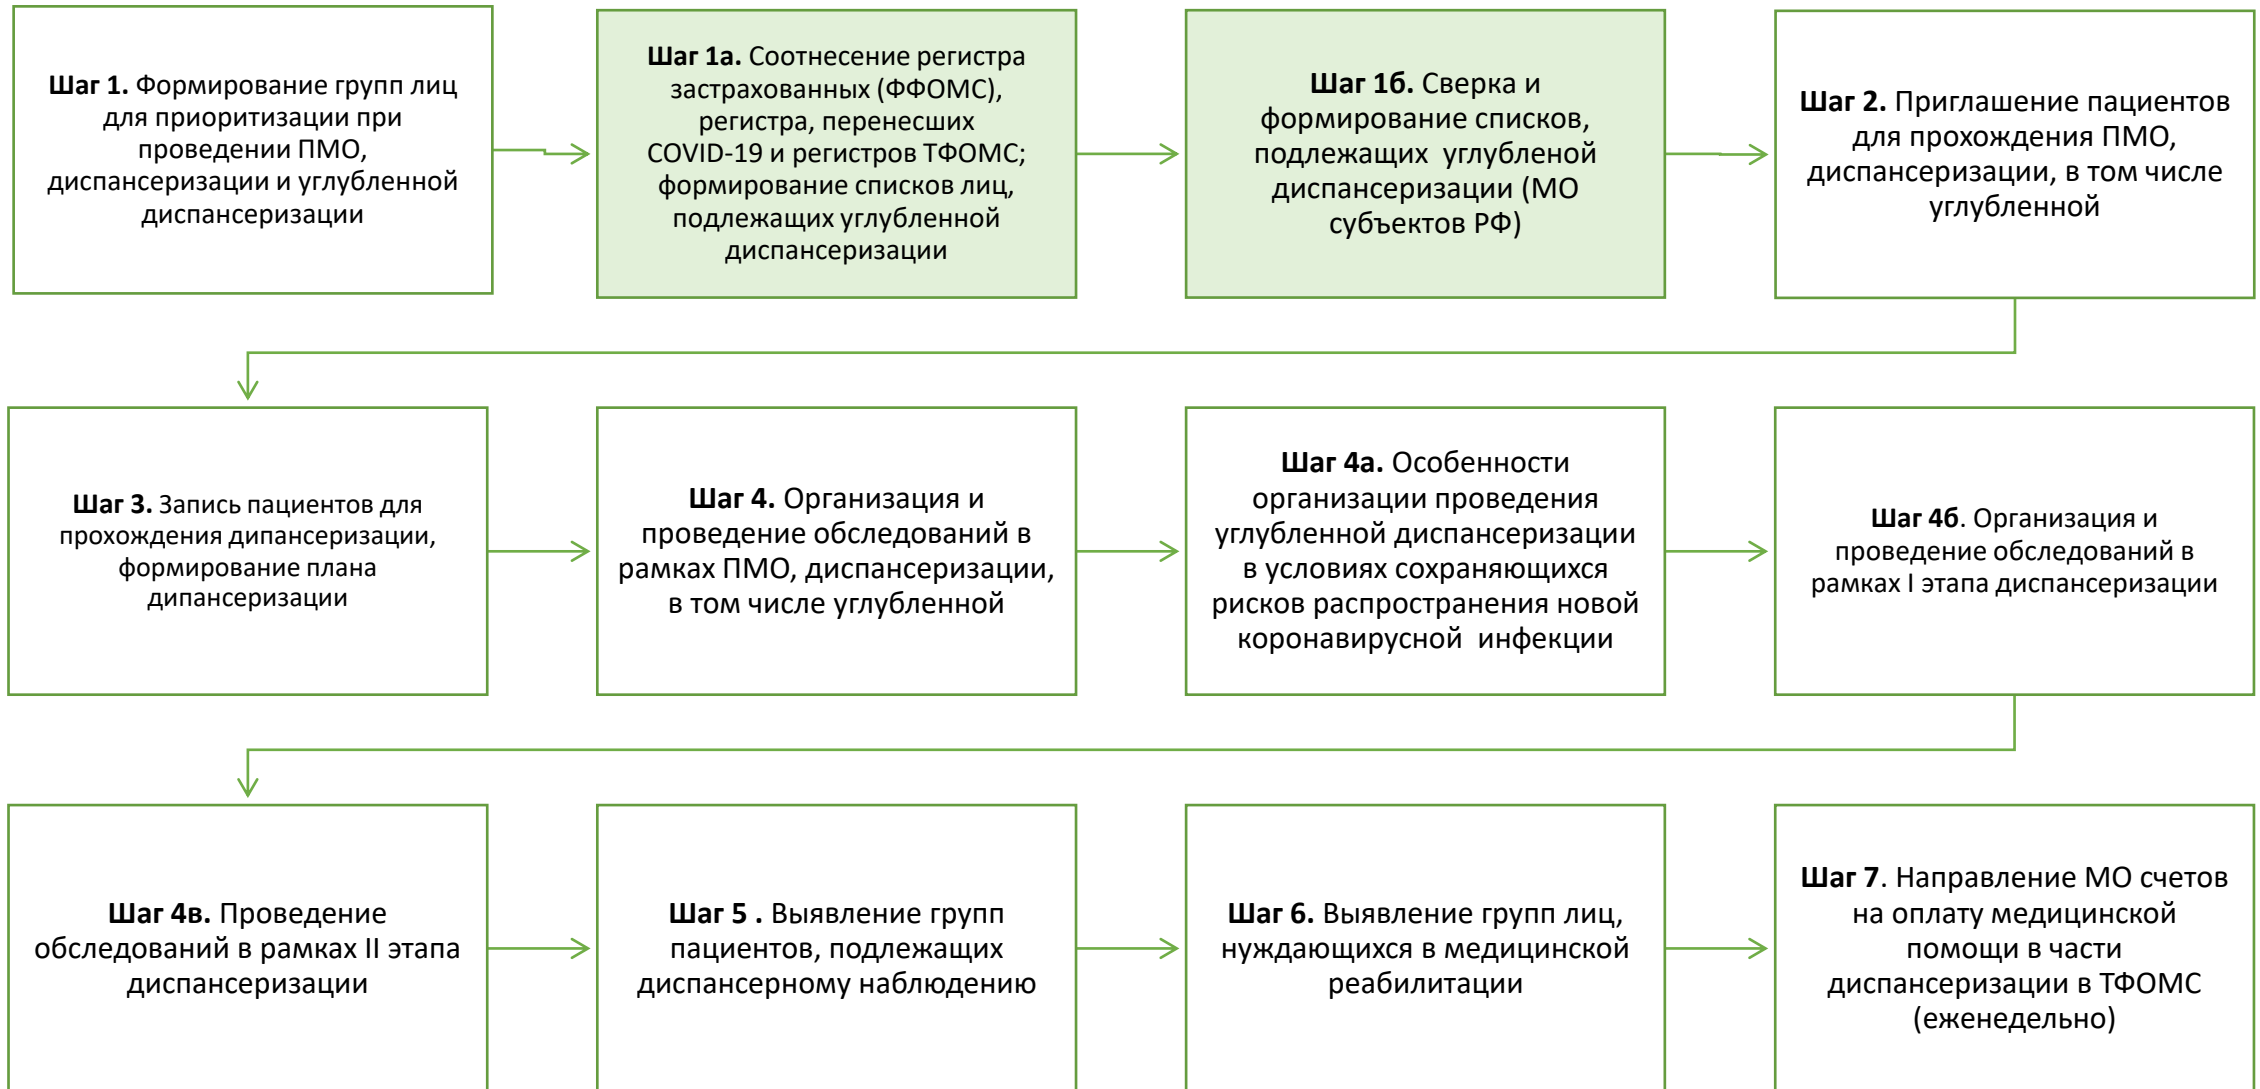 Шаг 1. Формирование групп лиц
для приоритизации при
проведении ПМО,
диспансеризации и углубленной
диспансеризации
Шаг 1а. Соотнесение регистра
застрахованных (ФФОМС),
регистра, перенесших
COVID-19 и регистров ТФОМС;
формирование списков лиц,
подлежащих углубленной
диспансеризации
Шаг 1б. Сверка и
формирование списков,
подлежащих углубленой
диспансеризации (МО
субъектов РФ)
Шаг 2. Приглашение пациентов
для прохождения ПМО,
диспансеризации, в том числе
углубленной
Шаг 3. Запись пациентов для
прохождения дипансеризации,
формирование плана
дипансеризации
Шаг 4. Организация и
проведение обследований в
рамках ПМО, диспансеризации,
в том числе углубленной
Шаг 4а. Особенности
организации проведения
углубленной диспансеризации
в условиях сохраняющихся
рисков распространения новой
коронавирусной инфекции
Шаг 4б. Организация и
проведение обследований в
рамках I этапа диспансеризации
Шаг 4в. Проведение
обследований в рамках II этапа
диспансеризации
Шаг 5 . Выявление групп
пациентов, подлежащих
диспансерному наблюдению
Шаг 6. Выявление групп лиц,
нуждающихся в медицинской
реабилитации
Шаг 7. Направление МО счетов
на оплату медицинской
помощи в части
диспансеризации в ТФОМС
(еженедельно)